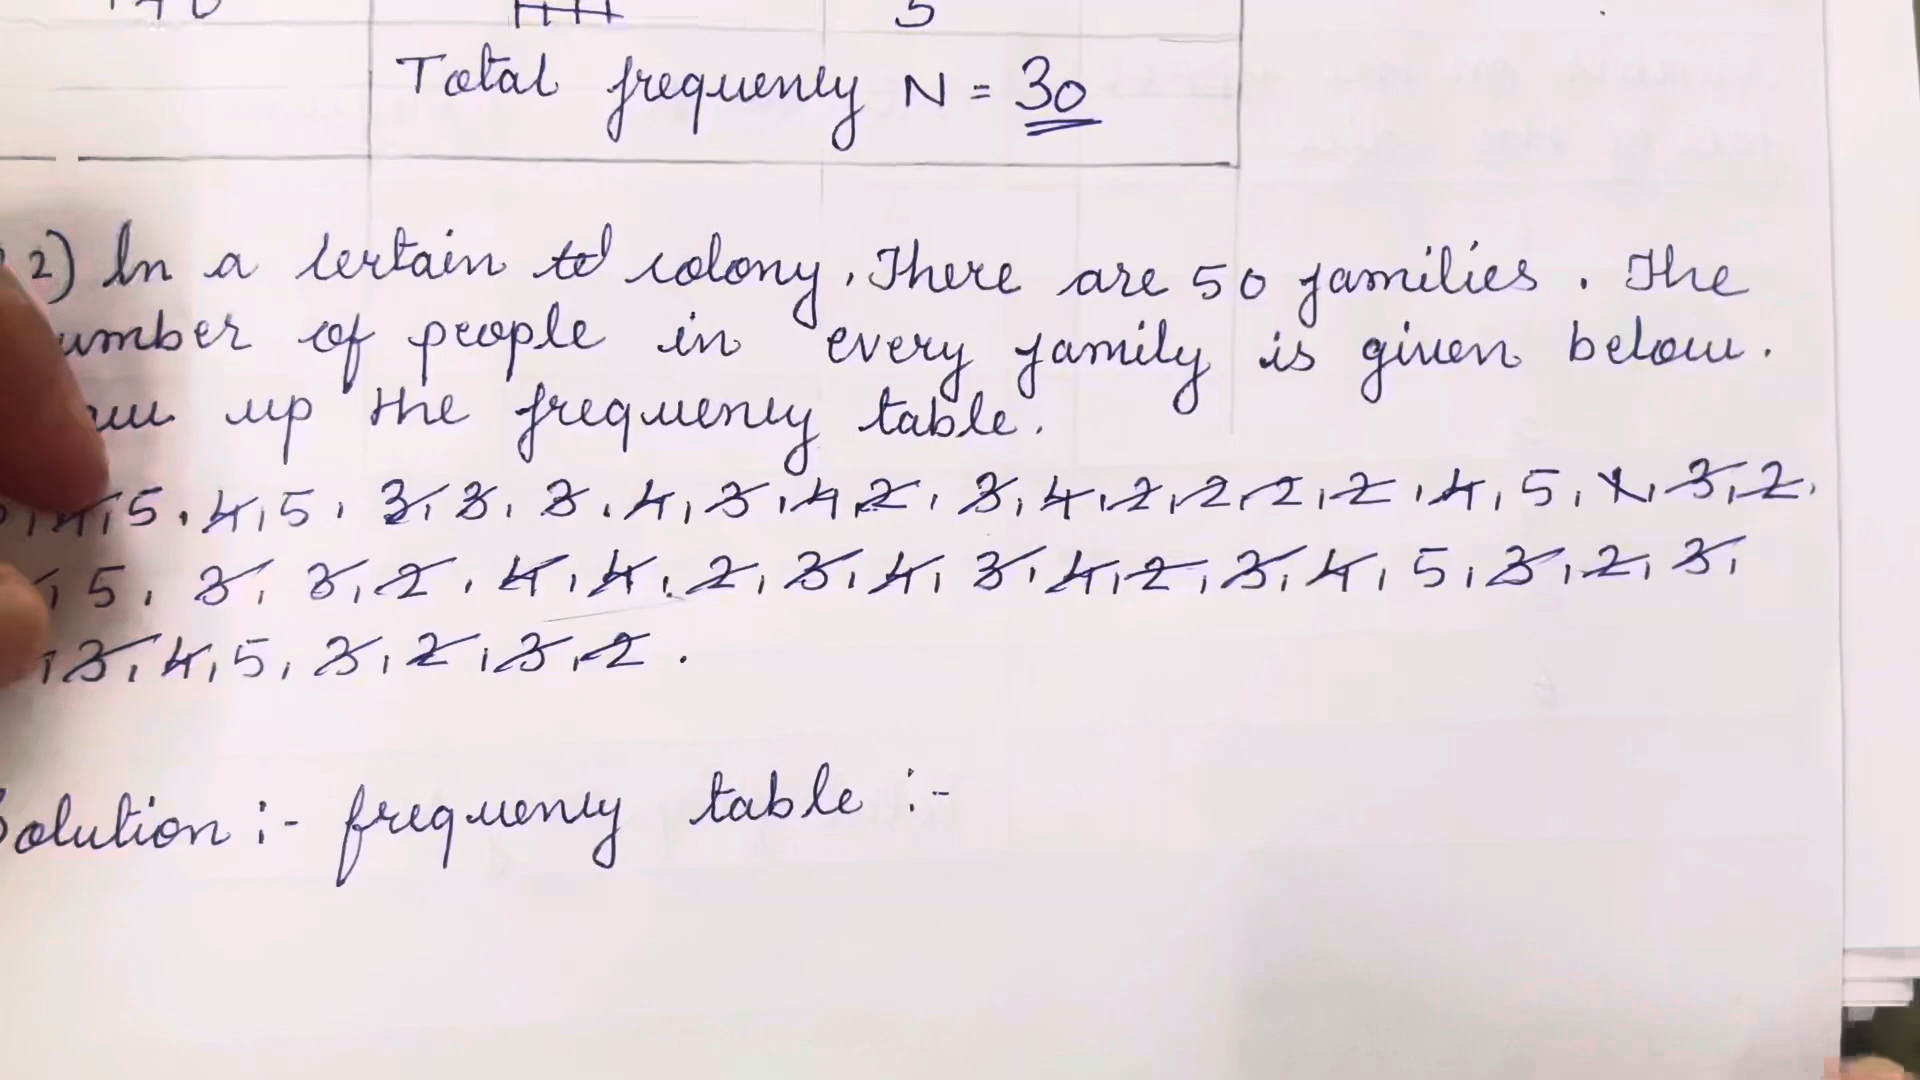 5
Total frequency N = 30
2) In a certain colony, There are 50 families. The
umber of people in every family is given below.
up the frequency table.
4, 5, 4, 5, 3, 3, 3, 4, 3, 4, 2, 3, 4, 2, 2, 2, 2, 4, 5, 1, 3, 2,
5, 3, 3, 2, 4, 4, 2, 3, 4, 3, 4, 2, 3, 4, 5, 3, 2, 3,
3, 4, 5, 3, 2, 3, 2.
Solution :- frequency table :-